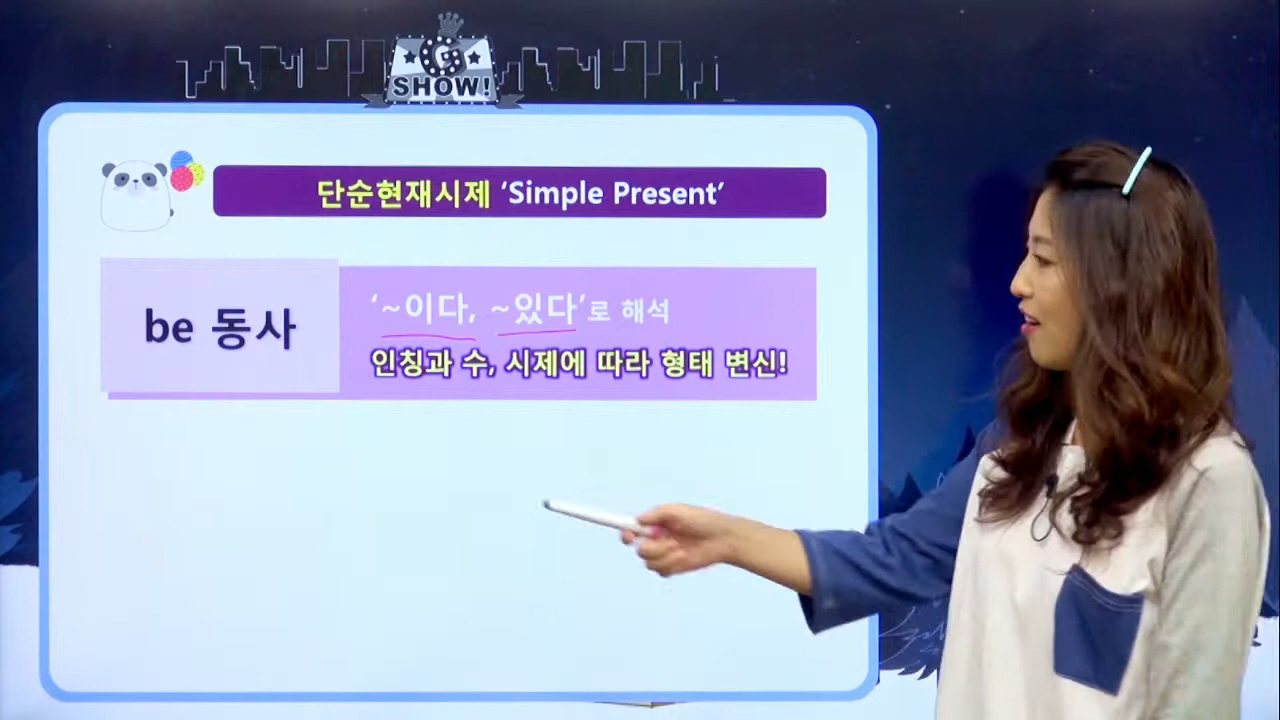 G
SHOW!
단순현재시제 ‘Simple Present’
be 동사
‘~이다, ~있다’로 해석
인칭과 수, 시제에 따라 형태 변신!